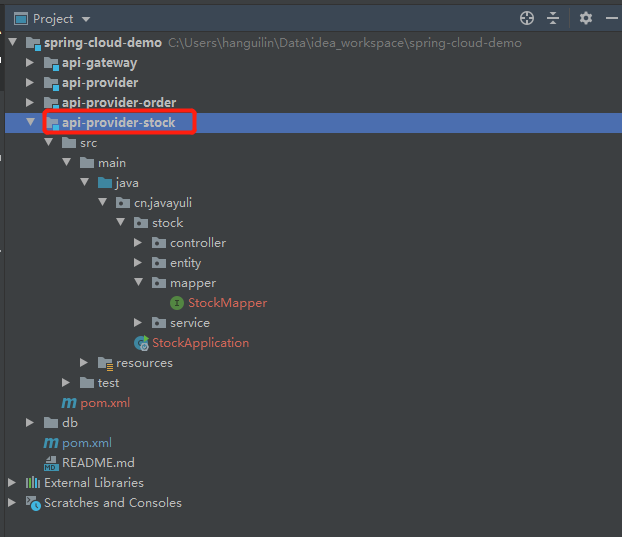 Project
spring-cloud-demo C:\Users\hanguilin\Data\idea_workspace\spring-cloud-demo
api-gateway
api-provider
api-provider-order
api-provider-stock
src
main
java
cn.javayuli
stock
controller
entity
mapper
I StockMapper
service
StockApplication
resources
test
m pom.xml
db
m pom.xml
MD README.md
External Libraries
Scratches and Consoles